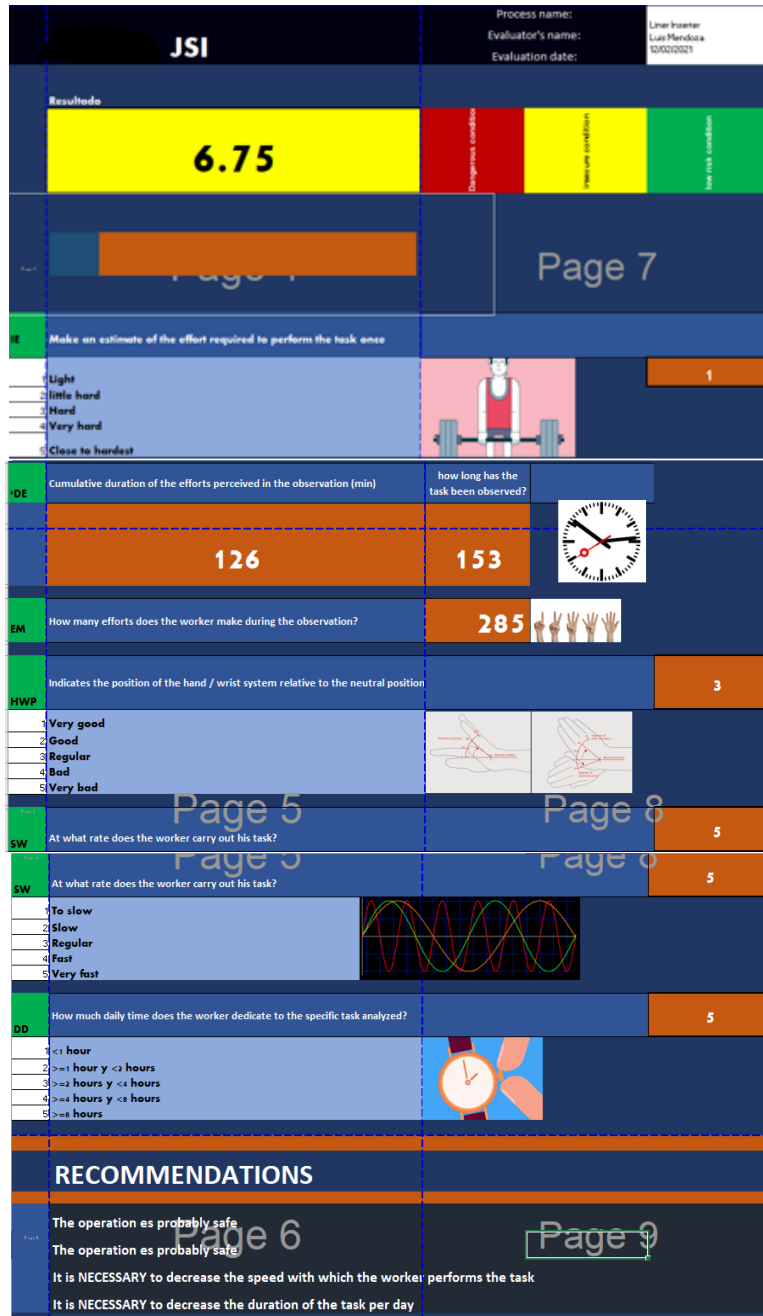 JSI
Process name:
Evaluator's name:
Evaluation date:
Liner Inserter
Luis Mendoza
12/02/2021
Resultado
6.75
Dangerous condition
insecure condition
low risk condition
Page 7
IE
Make an estimate of the effort required to perform the task once
1
1 Light
2 little hard
3 Hard
4 Very hard
5 Close to hardest
*DE
Cumulative duration of the efforts perceived in the observation (min)
how long has the
task been observed?
126
153
EM
How many efforts does the worker make during the observation?
285
HWP
Indicates the position of the hand / wrist system relative to the neutral position
3
1 Very good
2 Good
3 Regular
4 Bad
5 Very bad
Page 5
Page 8
SW
At what rate does the worker carry out his task?
5
Page 5
Page 8
SW
At what rate does the worker carry out his task?
5
1 To slow
2 Slow
3 Regular
4 Fast
5 Very fast
DD
How much daily time does the worker dedicate to the specific task analyzed?
5
1 <1 hour
2 >=1 hour y <2 hours
3 >=2 hours y <4 hours
4 >=4 hours y <8 hours
5 >=8 hours
RECOMMENDATIONS
The operation es probably safe
Page 6
Page 9
The operation es probably safe
It is NECESSARY to decrease the speed with which the worker performs the task
It is NECESSARY to decrease the duration of the task per day